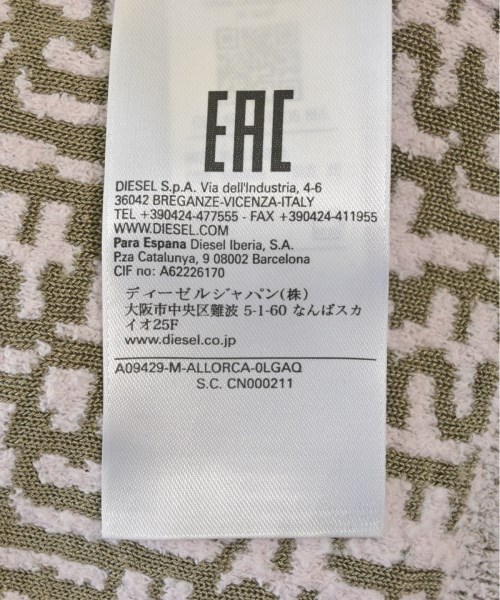 EAC
DIESEL S.p.A. Via dell'Industria, 4-6
36042 BREGANZE-VICENZA-ITALY
TEL +390424-477555 - FAX +390424-411955
WWW.DIESEL.COM
Para Espana Diesel Iberia, S.A.
Pza Catalunya, 9 08002 Barcelona
CIF no: A62226170
ディーゼルジャパン(株)
大阪市中央区難波 5-1-60 なんばスカ
イオ25F
www.diesel.co.jp
A09429-M-ALLORCA-0LGAQ
S.C. CN000211